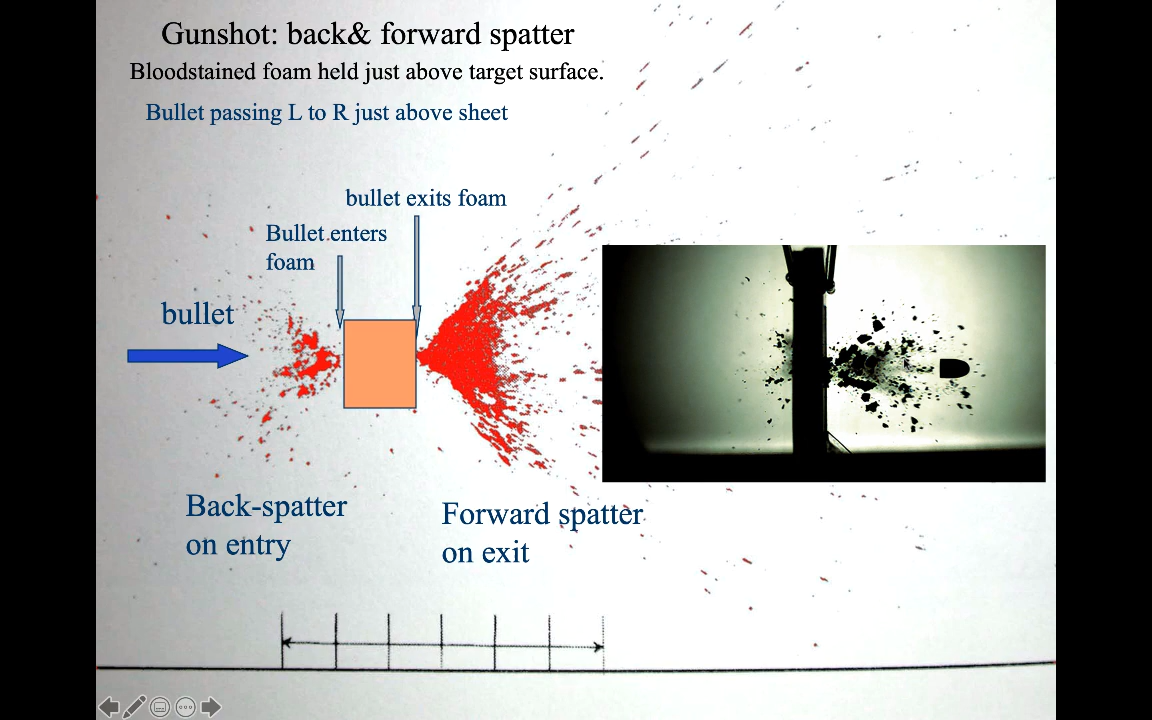 Gunshot: back& forward spatter
Bloodstained foam held just above target surface.
Bullet passing L to R just above sheet
bullet exits foam
Bullet enters
foam
bullet
Back-spatter
on entry
Forward spatter
on exit